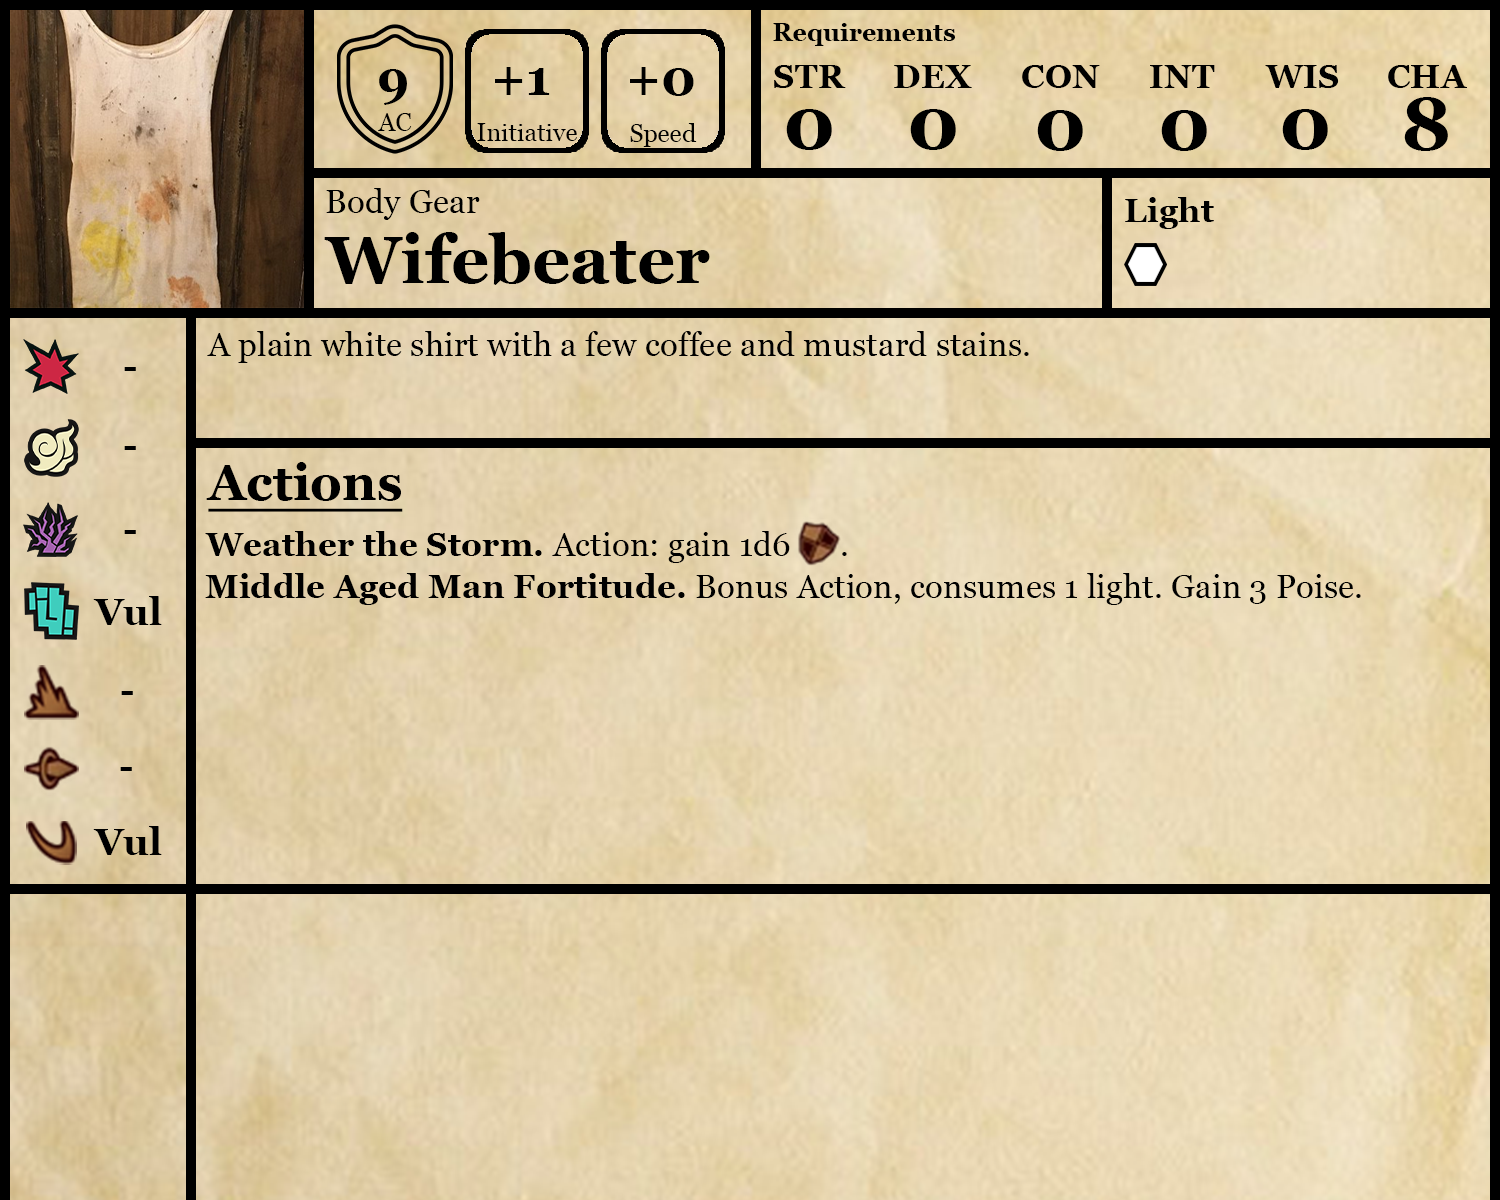 9
AC
+1
Initiative
+0
Speed
Requirements
STR DEX CON INT WIS CHA
0 0 0 0 0 8
Body Gear
Wifebeater
Light
-
-
-
Vul
-
-
Vul
A plain white shirt with a few coffee and mustard stains.
Actions
Weather the Storm. Action: gain 1d6 .
Middle Aged Man Fortitude. Bonus Action, consumes 1 light. Gain 3 Poise.